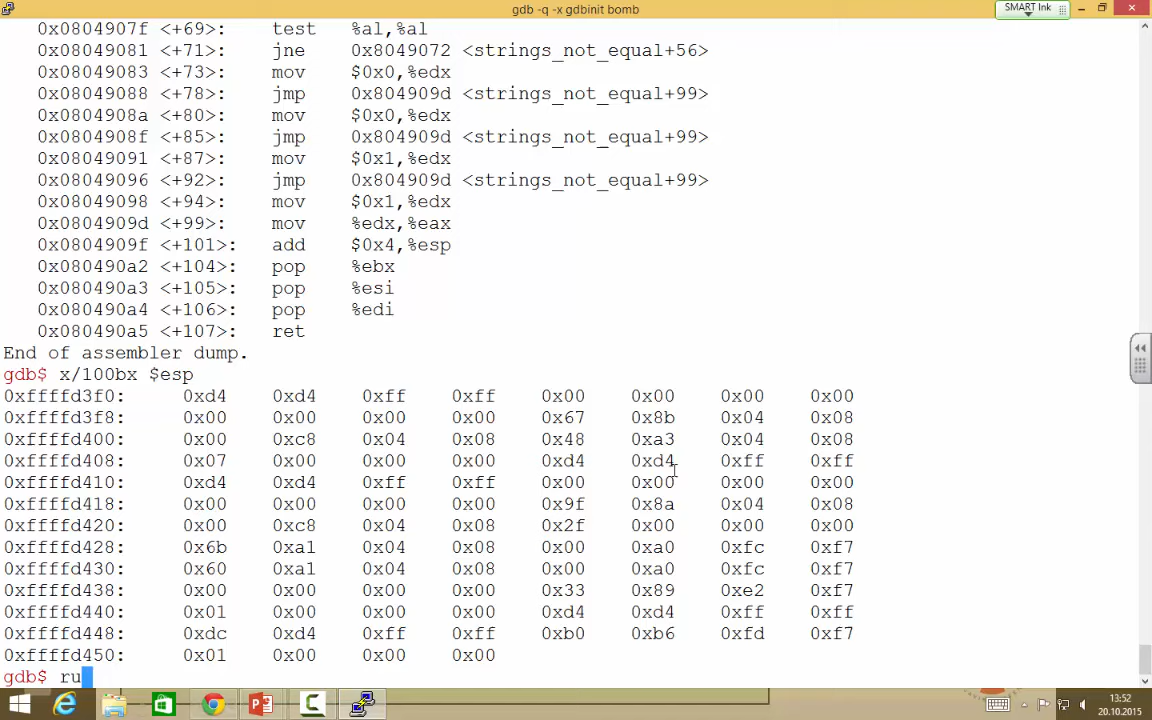 gdb -q -x gdbinit bomb
SMART Ink
0x0804907f <+69>: test %al,%al
0x08049081 <+71>: jne 0x8049072 <strings_not_equal+56>
0x08049083 <+73>: mov $0x0,%edx
0x08049088 <+78>: jmp 0x804909d <strings_not_equal+99>
0x0804908a <+80>: mov $0x0,%edx
0x0804908f <+85>: jmp 0x804909d <strings_not_equal+99>
0x08049091 <+87>: mov $0x1,%edx
0x08049096 <+92>: jmp 0x804909d <strings_not_equal+99>
0x08049098 <+94>: mov $0x1,%edx
0x0804909d <+99>: mov %edx,%eax
0x0804909f <+101>: add $0x4,%esp
0x080490a2 <+104>: pop %ebx
0x080490a3 <+105>: pop %esi
0x080490a4 <+106>: pop %edi
0x080490a5 <+107>: ret
End of assembler dump.
gdb$ x/100bx $esp
0xffffd3f0: 0xd4 0xd4 0xff 0xff 0x00 0x00 0x00 0x00
0xffffd3f8: 0x00 0x00 0x00 0x00 0x67 0x8b 0x04 0x08
0xffffd400: 0x00 0xc8 0x04 0x08 0x48 0xa3 0x04 0x08
0xffffd408: 0x07 0x00 0x00 0x00 0xd4 0xd4 0xff 0xff
0xffffd410: 0xd4 0xd4 0xff 0xff 0x00 0x00 0x00 0x00
0xffffd418: 0x00 0x00 0x00 0x00 0x9f 0x8a 0x04 0x08
0xffffd420: 0x00 0xc8 0x04 0x08 0x2f 0x00 0x00 0x00
0xffffd428: 0x6b 0xa1 0x04 0x08 0x00 0xa0 0xfc 0xf7
0xffffd430: 0x60 0xa1 0x04 0x08 0x00 0xa0 0xfc 0xf7
0xffffd438: 0x00 0x00 0x00 0x00 0x33 0x89 0xe2 0xf7
0xffffd440: 0x01 0x00 0x00 0x00 0xd4 0xd4 0xff 0xff
0xffffd448: 0xdc 0xd4 0xff 0xff 0xb0 0xb6 0xfd 0xf7
0xffffd450: 0x01 0x00 0x00 0x00
gdb$ ru
13:52
20.10.2015